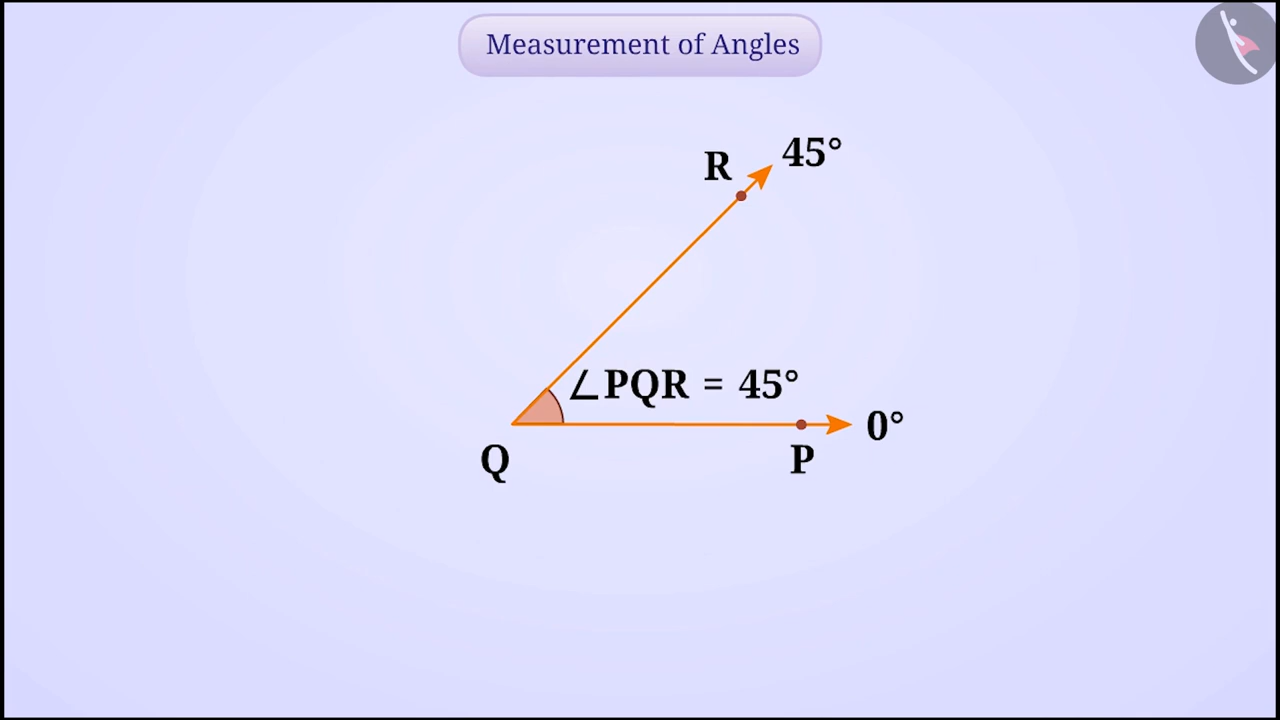 Measurement of Angles
R 45°
∠PQR = 45°
0°
Q P